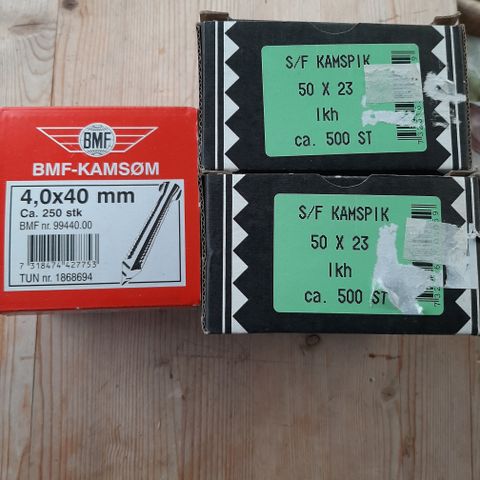 BMF
BMF-KAMSØM
4,0x40 mm
Ca. 250 stk
BMF nr. 99440.00
7 318474 427753
TUN nr. 1868694
S/F KAMSPIK
50 X 23
lkh
ca. 500 ST
S/F KAMSPIK
50 X 23
lkh
ca. 500 ST